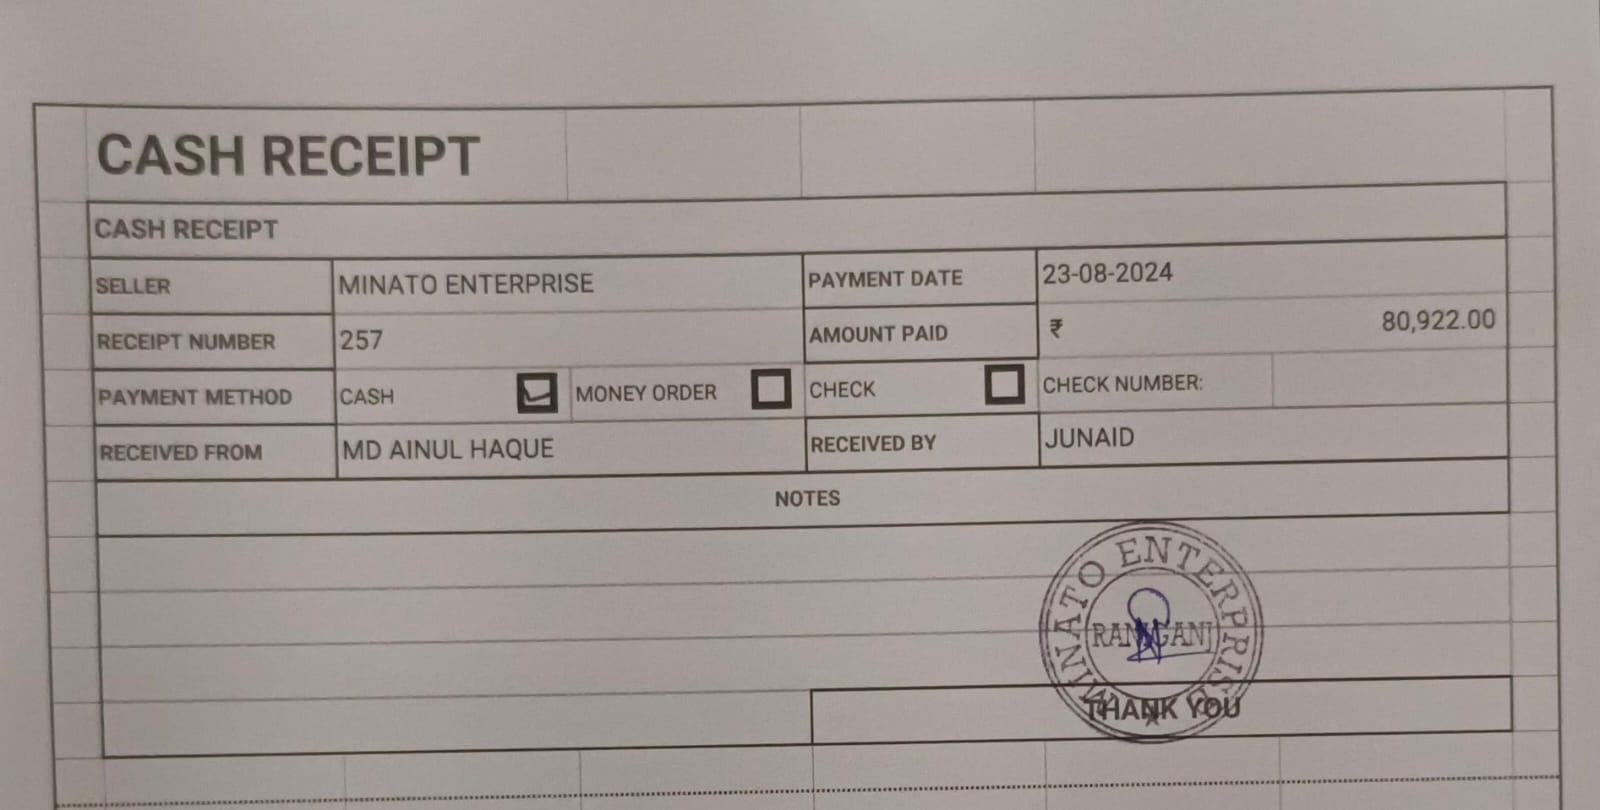 CASH RECEIPT
CASH RECEIPT
SELLER MINATO ENTERPRISE PAYMENT DATE 23-08-2024
RECEIPT NUMBER 257 AMOUNT PAID ₹ 80,922.00
PAYMENT METHOD CASH MONEY ORDER CHECK CHECK NUMBER:
RECEIVED FROM MD AINUL HAQUE RECEIVED BY JUNAID
NOTES
MINATO ENTERPRISE
RANIGANJ
THANK YOU